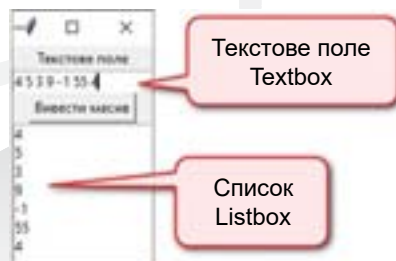 Текстове поле
4 5 3 9 -1 55 4
Вивести масив
4
5
3
9
-1
55
4
Текстове поле
Textbox
Список
Listbox